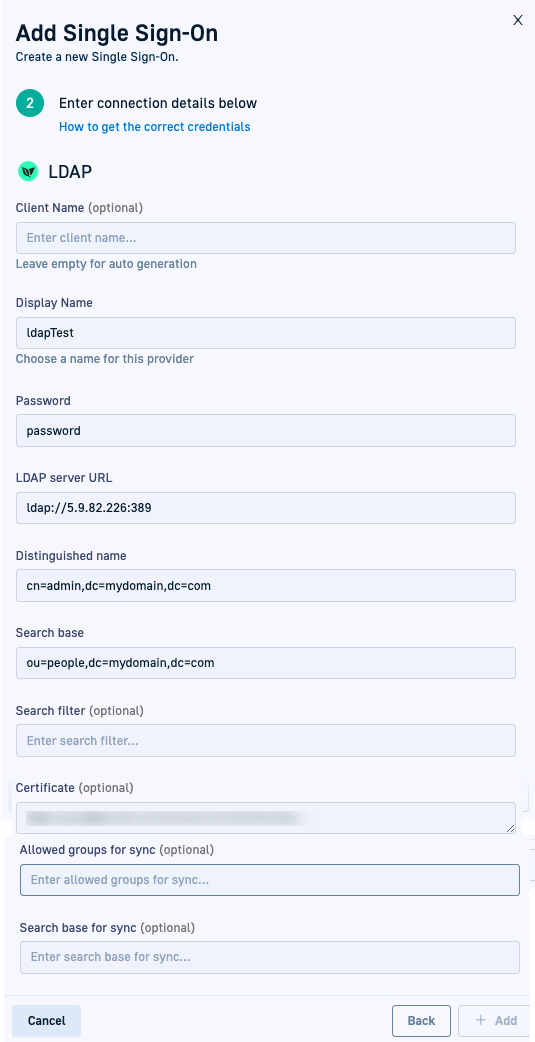 Add Single Sign-On
X
Create a new Single Sign-On.
2
Enter connection details below
How to get the correct credentials
LDAP
Client Name (optional)
Enter client name...
Leave empty for auto generation
Display Name
ldapTest
Choose a name for this provider
Password
password
LDAP server URL
ldap://5.9.82.226:389
Distinguished name
cn=admin,dc=mydomain,dc=com
Search base
ou=people,dc=mydomain,dc=com
Search filter (optional)
Enter search filter...
Certificate (optional)
Allowed groups for sync (optional)
Enter allowed groups for sync...
Search base for sync (optional)
Enter search base for sync...
Cancel
Back
+ Add